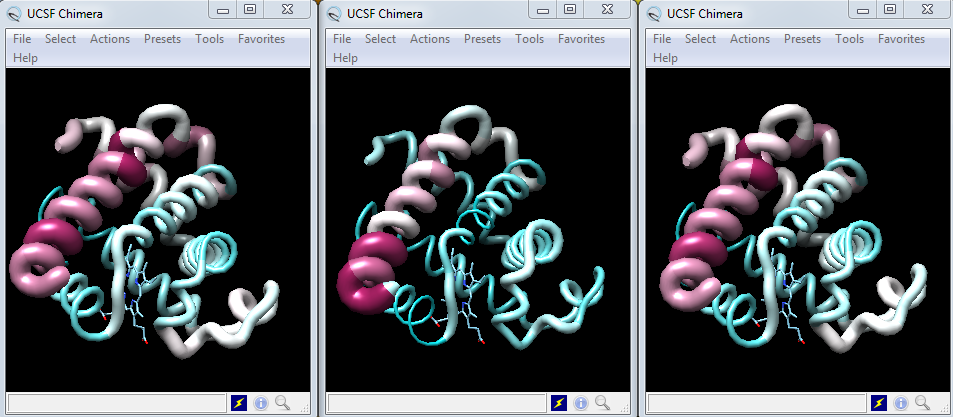 UCSF Chimera
File Select Actions Presets Tools Favorites
Help
UCSF Chimera
File Select Actions Presets Tools Favorites
Help
UCSF Chimera
File Select Actions Presets Tools Favorites
Help